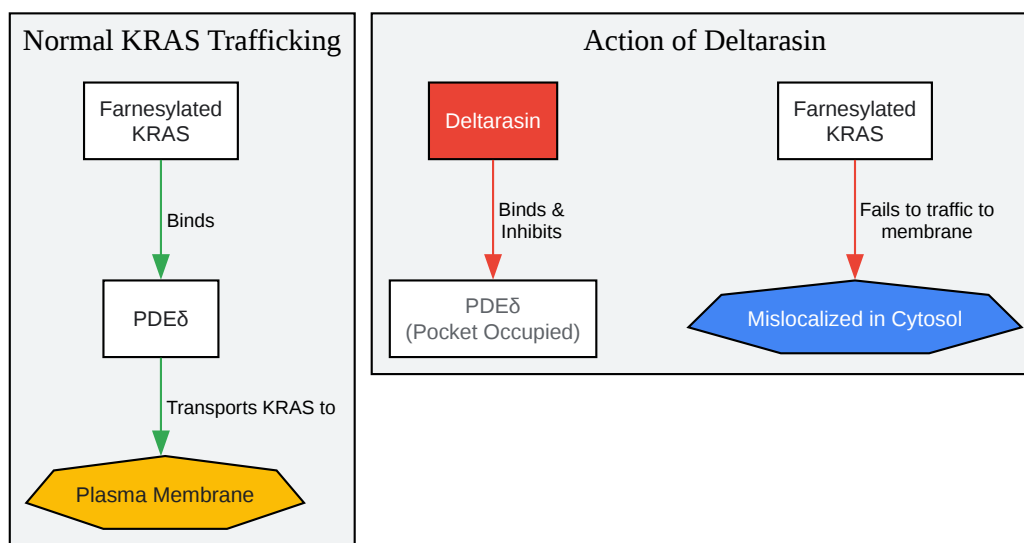 Normal KRAS Trafficking
Farnesylated
KRAS
Binds
PDEδ
Transports KRAS to
Plasma Membrane
Action of Deltarasin
Deltarasin
Binds &
Inhibits
PDEδ
(Pocket Occupied)
Farnesylated
KRAS
Fails to traffic to
membrane
Mislocalized in Cytosol